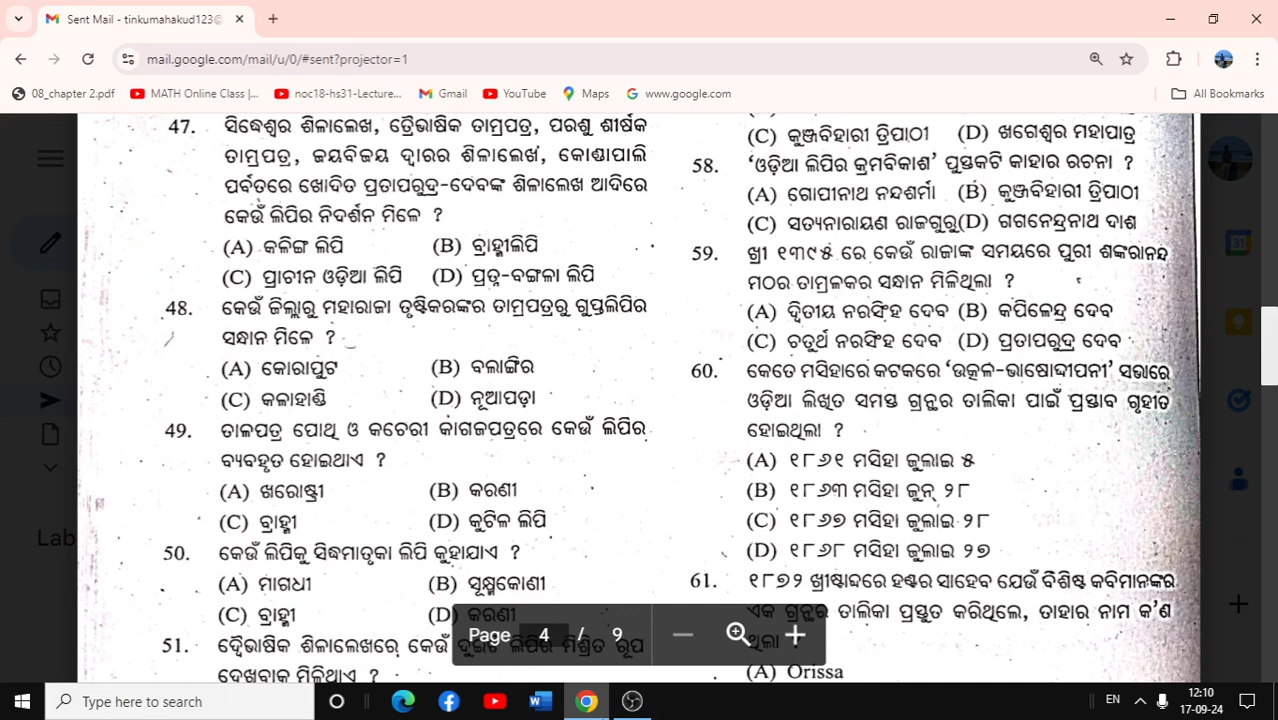 Sent Mail - tinkumahakud123@
mail.google.com/mail/u/0/#sent?projector=1
08_chapter 2.pdf
MATH Online Class |...
noc18-hs31-Lecture...
Gmail
YouTube
Maps
www.google.com
All Bookmarks
47. ସିଦ୍ଧେଶ୍ୱର ଶିଳାଲେଖ, ତ୍ରୈଭାଷିକ ତାମ୍ରପତ୍ର, ପରଶୁ ଶୀର୍ଷକ
ତାମ୍ରପତ୍ର, ଜୟବିଜୟ ଦ୍ୱାରର ଶିଳାଲେଖ, କୋଣ୍ଡାପାଲି
ପର୍ବତରେ ଖୋଦିତ ପ୍ରତାପରୁଦ୍ର-ଦେବଙ୍କ ଶିଳାଲେଖ ଆଦିରେ
କେଉଁ ଲିପିର ନିଦର୍ଶନ ମିଳେ ?
(A) କଳିଙ୍ଗ ଲିପି (B) ବ୍ରାହ୍ମୀଲିପି
(C) ପ୍ରାଚୀନ ଓଡ଼ିଆ ଲିପି (D) ପ୍ରତ୍ନ-ବଙ୍ଗଳା ଲିପି
48. କେଉଁ ଜିଲ୍ଲାରୁ ମହାରାଜା ତୃଷ୍ଟିକରଙ୍କର ତାମ୍ରପତ୍ରରୁ ଗୁପ୍ତଲିପିର
ସନ୍ଧାନ ମିଳେ ?
(A) କୋରାପୁଟ (B) ବଲାଙ୍ଗିର
(C) କଳାହାଣ୍ଡି (D) ନୂଆପଡ଼ା
49. ତାଳପତ୍ର ପୋଥି ଓ କଚେରୀ କାଗଜପତ୍ରରେ କେଉଁ ଲିପିର
ବ୍ୟବହୃତ ହୋଇଥାଏ ?
(A) ଖରୋଷ୍ଟ୍ରୀ (B) କରଣୀ
(C) ବ୍ରାହ୍ମୀ (D) କୁଟିଳ ଲିପି
50. କେଉଁ ଲିପିକୁ ସିଦ୍ଧମାତୃକା ଲିପି କୁହାଯାଏ ?
(A) ମାଗଧୀ (B) ସୂକ୍ଷ୍ମକୋଣୀ
(C) ବ୍ରାହ୍ମୀ (D) କରଣୀ
51. ଦ୍ୱୈଭାଷିକ ଶିଳାଲେଖରେ କେଉଁ ଦୁଇଟି ଲିପିର ମିଶ୍ରିତ ରୂପ
ଦେଖିବାକୁ ମିଳିଥାଏ ?
(C) କୁଞ୍ଜବିହାରୀ ତ୍ରିପାଠୀ (D) ଖଗେଶ୍ୱର ମହାପାତ୍ର
58. ‘ଓଡ଼ିଆ ଲିପିର କ୍ରମବିକାଶ’ ପୁସ୍ତକଟି କାହାର ରଚନା ?
(A) ଗୋପୀନାଥ ନନ୍ଦଶର୍ମା (B) କୁଞ୍ଜବିହାରୀ ତ୍ରିପାଠୀ
(C) ସତ୍ୟନାରାୟଣ ରାଜଗୁରୁ (D) ଗଗନେନ୍ଦ୍ରନାଥ ଦାଶ
59. ଖ୍ରୀ ୧୩୯୫ ରେ କେଉଁ ରାଜାଙ୍କ ସମୟରେ ପୁରୀ ଶଙ୍କରାନନ୍ଦ
ମଠର ତାମ୍ରଳକର ସନ୍ଧାନ ମିଳିଥିଲା ?
(A) ଦ୍ୱିତୀୟ ନରସିଂହ ଦେବ (B) କପିଳେନ୍ଦ୍ର ଦେବ
(C) ଚତୁର୍ଥ ନରସିଂହ ଦେବ (D) ପ୍ରତାପରୁଦ୍ର ଦେବ
60. କେତେ ମସିହାରେ କଟକରେ ‘ଉତ୍କଳ-ଭାଷୋଦ୍ଦୀପନୀ’ ସଭାରେ
ଓଡ଼ିଆ ଲିଖିତ ସମସ୍ତ ଗ୍ରନ୍ଥର ତାଲିକା ପାଇଁ ପ୍ରସ୍ତାବ ଗୃହୀତ
ହୋଇଥିଲା ?
(A) ୧୮୬୧ ମସିହା ଜୁଲାଇ ୫
(B) ୧୮୬୩ ମସିହା ଜୁନ୍ ୨୮
(C) ୧୮୬୭ ମସିହା ଜୁଲାଇ ୨୮
(D) ୧୮୬୮ ମସିହା ଜୁଲାଇ ୨୭
61. ୧୮୭୨ ଖ୍ରୀଷ୍ଟାବ୍ଦରେ ହଣ୍ଟର ସାହେବ ଯେଉଁ ବିଶିଷ୍ଟ କବିମାନଙ୍କର
ଏକ ଗ୍ରନ୍ଥର ତାଲିକା ପ୍ରସ୍ତୁତ କରିଥିଲେ, ତାହାର ନାମ କ'ଣ
ଥିଲା ?
(A) Orissa
Page 4 / 9
Lab
Type here to search
EN
12:10
17-09-24